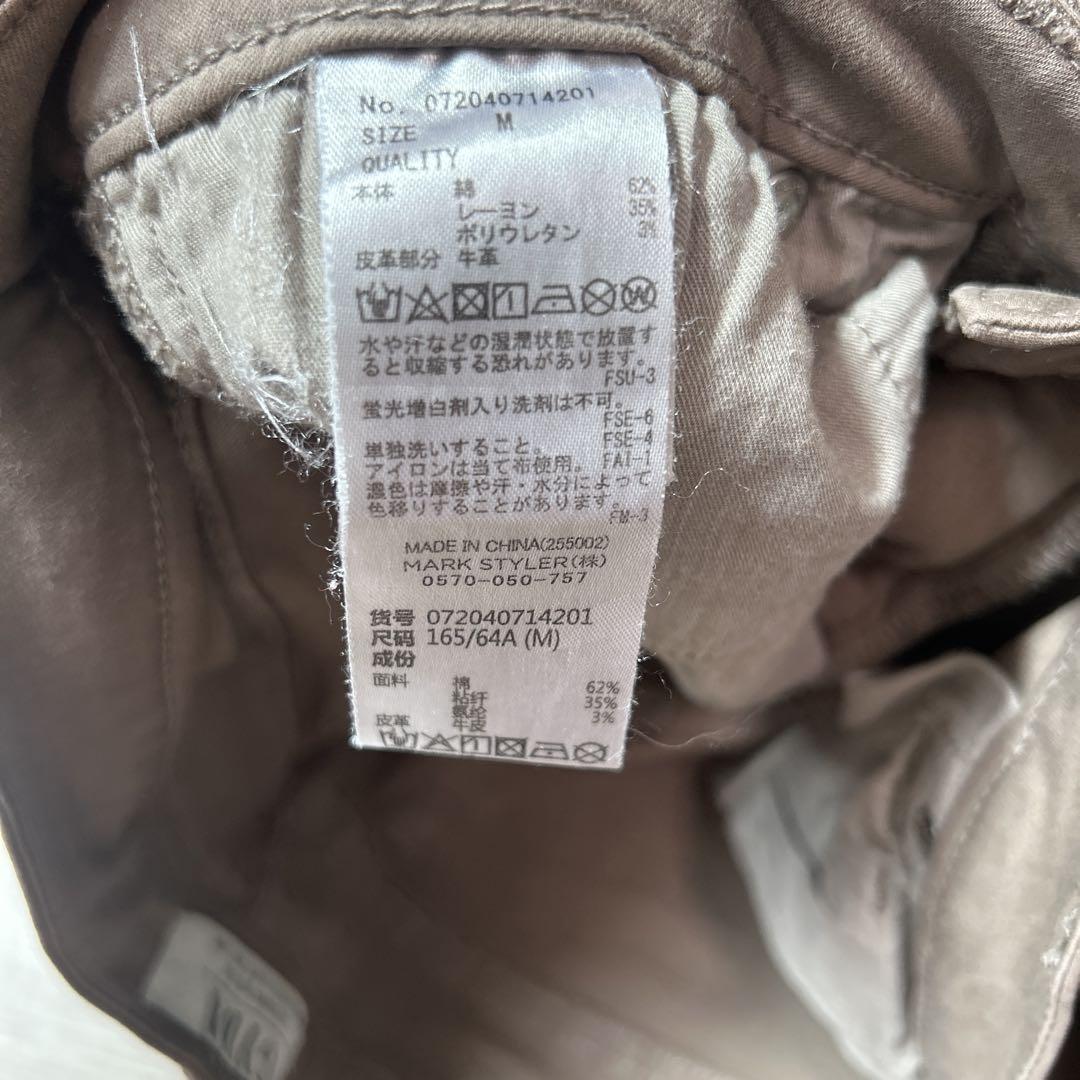 No. 072040714201
SIZE M
QUALITY
本体 綿 62%
レーヨン 35%
ポリウレタン 3%
皮革部分 牛革
水や汗などの湿潤状態で放置す
ると収縮する恐れがあります。
FSU-3
蛍光増白剤入り洗剤は不可。
FSE-6
単独洗いすること。 FSE-4
アイロンは当て布使用。 FAI-1
濃色は摩擦や汗・水分によって
色移りすることがあります。
FM-3
MADE IN CHINA(255002)
MARK STYLER(株)
0570-050-757
货号 072040714201
尺码 165/64A (M)
成份
面料 棉 62%
粘纤 35%
氨纶 3%
皮革 牛皮